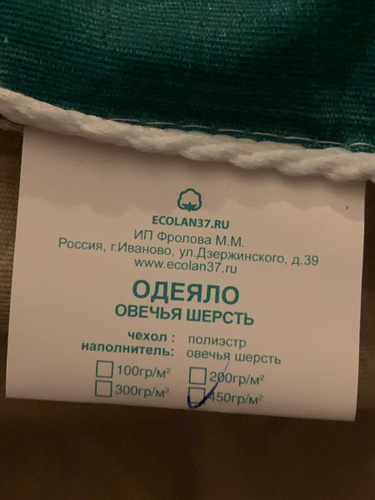 ECOLAN37.RU
ИП Фролова М.М.
Россия, г.Иваново, ул.Дзержинского, д.39
www.ecolan37.ru
ОДЕЯЛО
ОВЕЧЬЯ ШЕРСТЬ
чехол : полиэстр
наполнитель: овечья шерсть
100гр/м² 200гр/м²
300гр/м² 450гр/м²